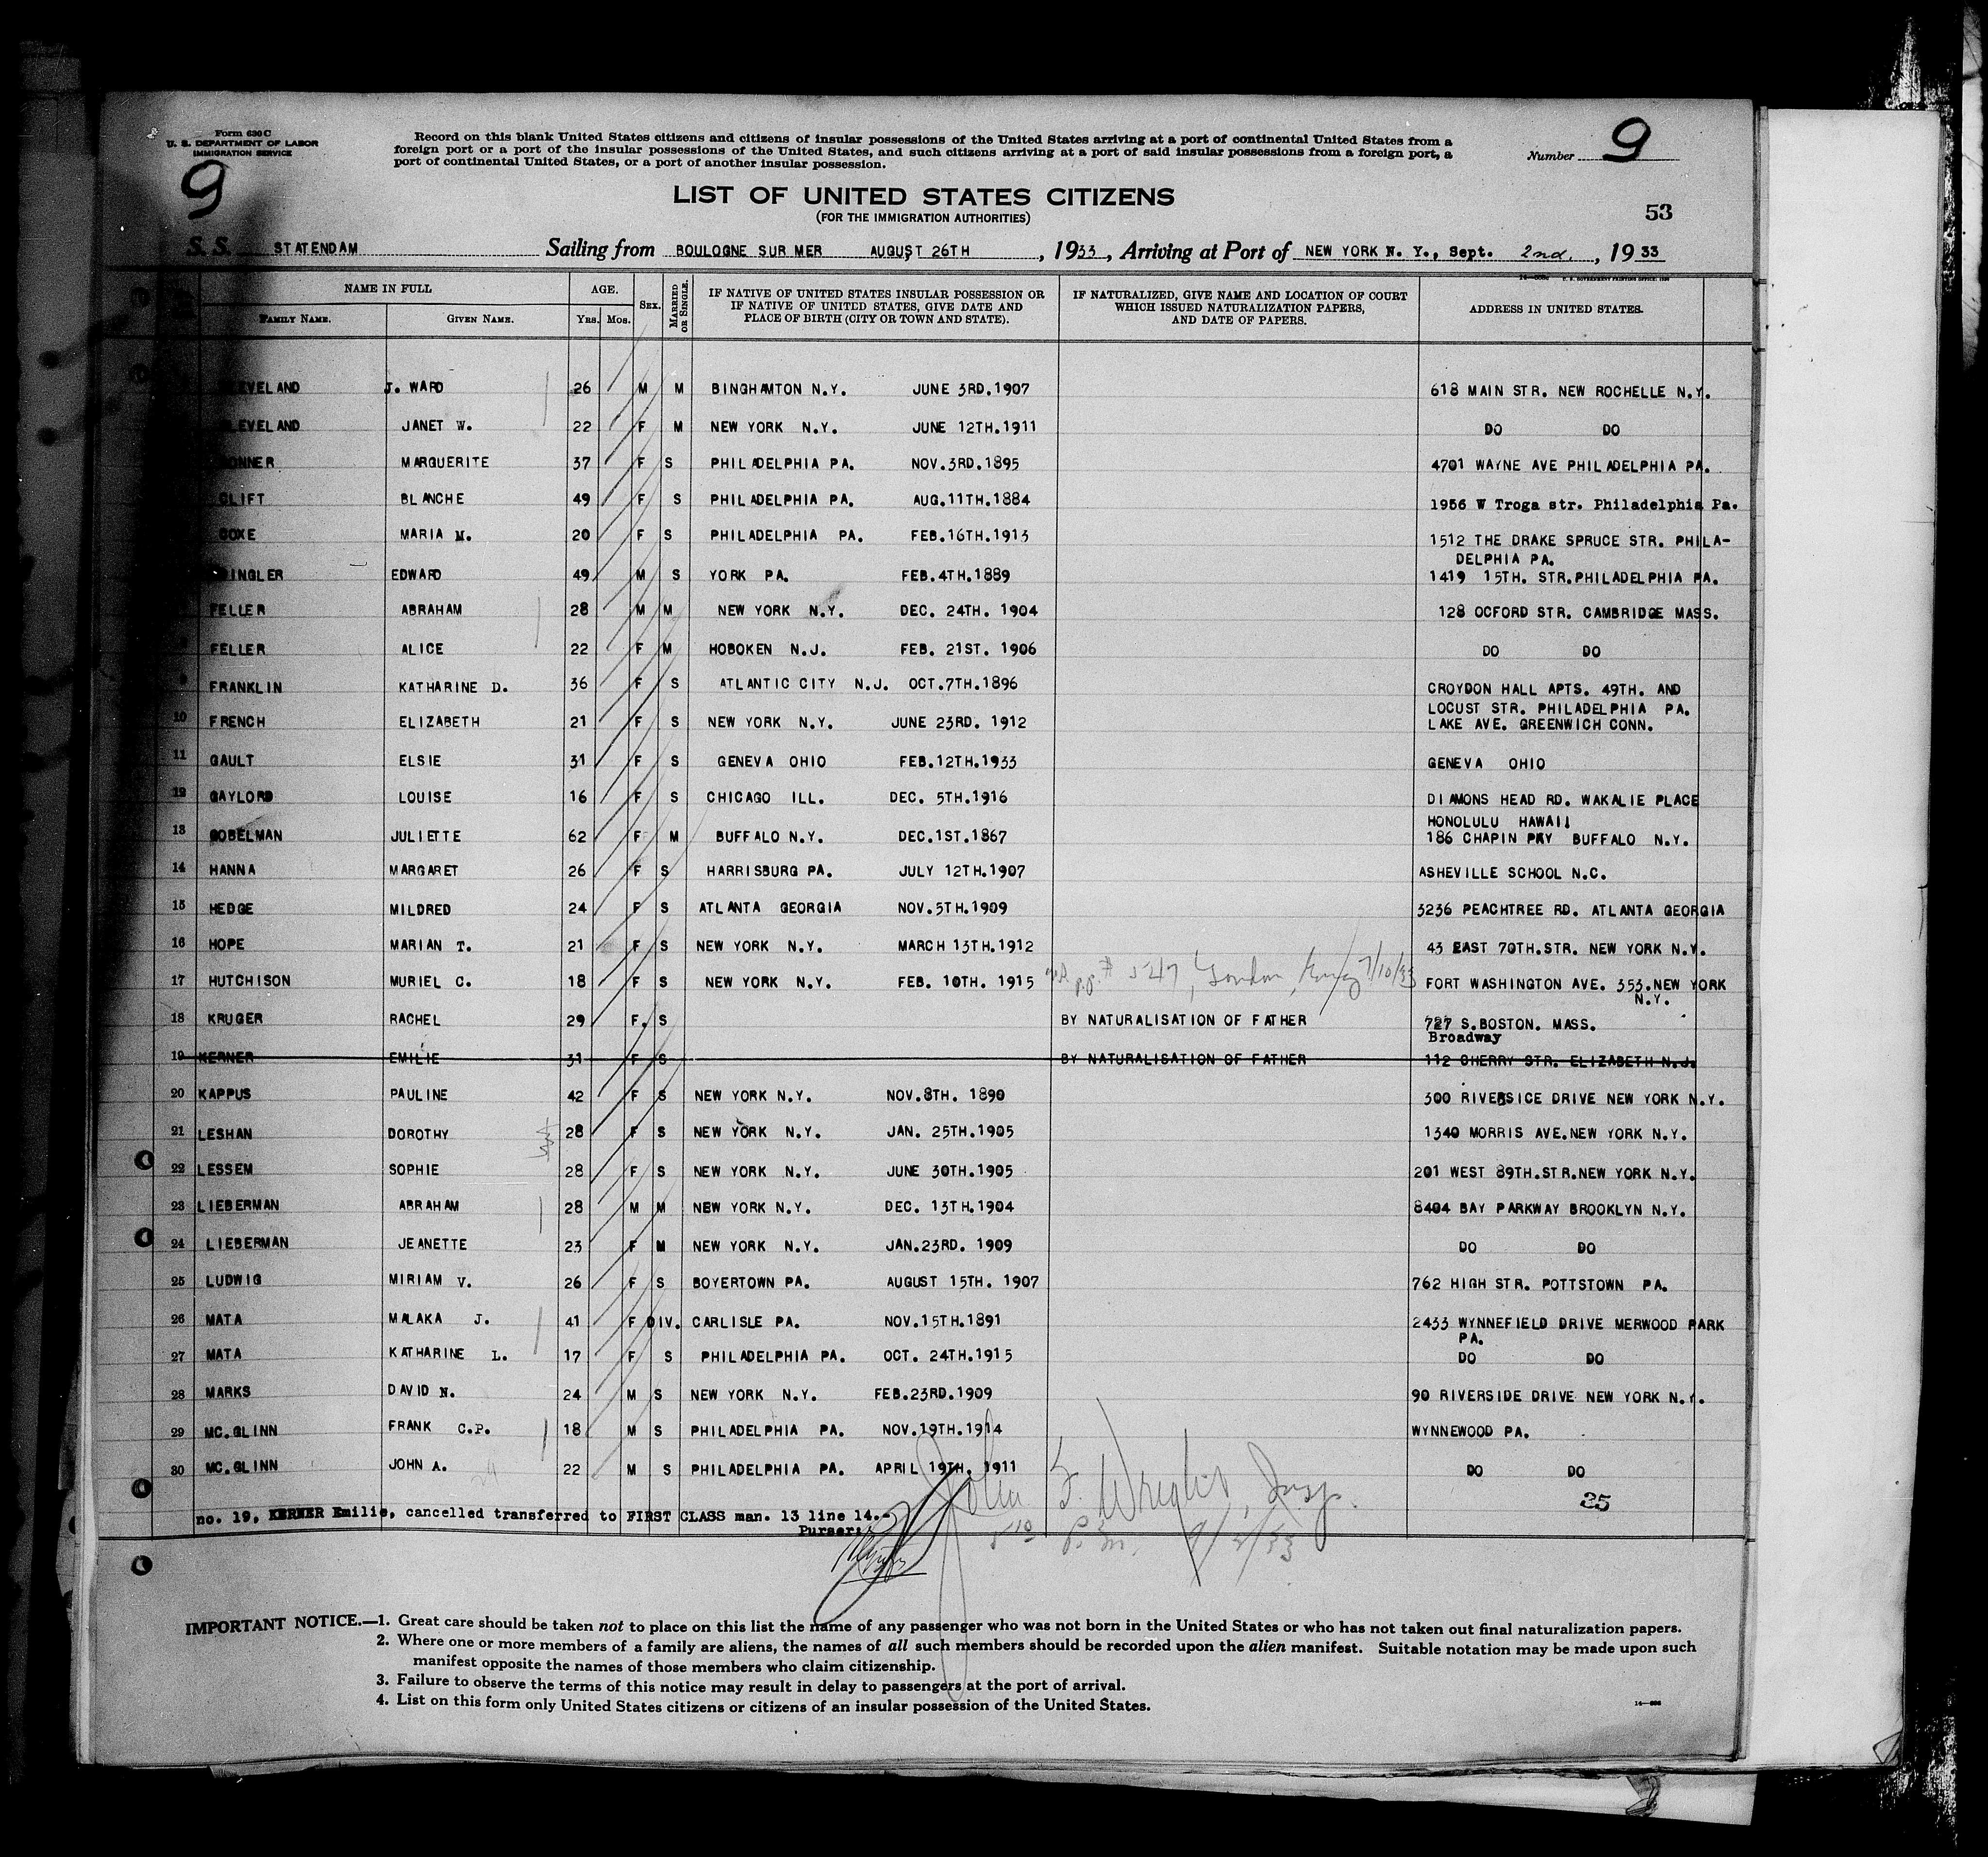 Form 630 C
U. S. DEPARTMENT OF LABOR
IMMIGRATION SERVICE
9
Record on this blank United States citizens and citizens of insular possessions of the United States arriving at a port of continental United States from a
foreign port or a port of the insular possessions of the United States, and such citizens arriving at a port of said insular possessions from a foreign port, a
port of continental United States, or a port of another insular possession.
Number 9
LIST OF UNITED STATES CITIZENS
(FOR THE IMMIGRATION AUTHORITIES)
53
S. S. STATENDAM Sailing from BOULOGNE SUR MER AUGUST 26TH , 1933, Arriving at Port of NEW YORK N. Y., Sept. 2nd. , 1933
NAME IN FULL
FAMILY NAME. GIVEN NAME.
AGE.
YRS. MOS.
SEX.
MARRIED OR SINGLE.
IF NATIVE OF UNITED STATES INSULAR POSSESSION OR
IF NATIVE OF UNITED STATES, GIVE DATE AND
PLACE OF BIRTH (CITY OR TOWN AND STATE).
IF NATURALIZED, GIVE NAME AND LOCATION OF COURT
WHICH ISSUED NATURALIZATION PAPERS,
AND DATE OF PAPERS.
ADDRESS IN UNITED STATES.
J. WARD 26 M M BINGHAMTON N.Y. JUNE 3RD.1907 618 MAIN STR. NEW ROCHELLE N.Y.
JANET W. 22 F M NEW YORK N.Y. JUNE 12TH.1911 DO DO
MARGUERITE 37 F S PHILADELPHIA PA. NOV.3RD.1895 4701 WAYNE AVE PHILADELPHIA PA.
CLIFT BLANCHE 49 F S PHILADELPHIA PA. AUG.11TH.1884 1956 W Troga str. Philadelphia Pa.
COXE MARIA M. 20 F S PHILADELPHIA PA. FEB.16TH.1913 1512 THE DRAKE SPRUCE STR. PHILA-
DELPHIA PA.
EDWARD 49 M S YORK PA. FEB.4TH.1889 1419 15TH. STR.PHILADELPHIA PA.
FELLER ABRAHAM 28 M M NEW YORK N.Y. DEC. 24TH. 1904 128 OCFORD STR. CAMBRIDGE MASS.
FELLER ALICE 22 F M HOBOKEN N.J. FEB. 21ST. 1906 DO DO
9 FRANKLIN KATHARINE D. 36 F S ATLANTIC CITY N.J. OCT.7TH.1896 CROYDON HALL APTS. 49TH. AND
LOCUST STR. PHILADELPHIA PA.
10 FRENCH ELIZABETH 21 F S NEW YORK N.Y. JUNE 23RD. 1912 LAKE AVE. GREENWICH CONN.
11 GAULT ELSIE 31 F S GENEVA OHIO FEB.12TH.1933 GENEVA OHIO
12 GAYLORD LOUISE 16 F S CHICAGO ILL. DEC. 5TH.1916 DIAMONS HEAD RD. WAKALIE PLACE
HONOLULU HAWAII
13 GOBELMAN JULIETTE 62 F M BUFFALO N.Y. DEC.1ST.1867 186 CHAPIN PKY BUFFALO N.Y.
14 HANNA MARGARET 26 F S HARRISBURG PA. JULY 12TH.1907 ASHEVILLE SCHOOL N.C.
15 HEDGE MILDRED 24 F S ATLANTA GEORGIA NOV.5TH.1909 3236 PEACHTREE RD. ATLANTA GEORGIA
16 HOPE MARIAN T. 21 F S NEW YORK N.Y. MARCH 13TH.1912 43 EAST 70TH.STR. NEW YORK N.Y.
17 HUTCHISON MURIEL C. 18 F S NEW YORK N.Y. FEB. 10TH. 1915 P.P. # 547, London, Eng 7/10/33 FORT WASHINGTON AVE. 353.NEW YORK
N.Y.
18 KRUGER RACHEL 29 F. S BY NATURALISATION OF FATHER 727 S.BOSTON. MASS.
Broadway
19 KERNER EMILIE 31 F S BY NATURALISATION OF FATHER 112 CHERRY STR. ELIZABETH N.J.
20 KAPPUS PAULINE 42 F S NEW YORK N.Y. NOV.8TH. 1890 300 RIVERSICE DRIVE NEW YORK N.Y.
21 LESHAN DOROTHY 28 F S NEW YORK N.Y. JAN. 25TH.1905 1340 MORRIS AVE.NEW YORK N.Y.
22 LESSEM SOPHIE 28 F S NEW YORK N.Y. JUNE 30TH.1905 201 WEST 89TH.STR.NEW YORK N.Y.
23 LIEBERMAN ABRAHAM 28 M M NEW YORK N.Y. DEC. 13TH.1904 8404 BAY PARKWAY BROOKLYN N.Y.
24 LIEBERMAN JEANETTE 23 F M NEW YORK N.Y. JAN.23RD. 1909 DO DO
25 LUDWIG MIRIAM V. 26 F S BOYERTOWN PA. AUGUST 15TH. 1907 762 HIGH STR. POTTSTOWN PA.
26 MATA MALAKA J. 41 F DIV. CARLISLE PA. NOV.15TH.1891 2433 WYNNEFIELD DRIVE MERWOOD PARK
PA.
27 MATA KATHARINE L. 17 F S PHILADELPHIA PA. OCT. 24TH.1915 DO DO
28 MARKS DAVID N. 24 M S NEW YORK N.Y. FEB.23RD.1909 90 RIVERSIDE DRIVE NEW YORK N.Y.
29 MC.GLINN FRANK C.P. 18 M S PHILADELPHIA PA. NOV.19TH.1914 WYNNEWOOD PA.
30 MC.GLINN JOHN A. 22 M S PHILADELPHIA PA. APRIL 19TH. 1911 DO DO
John F. Wright, Insp.
9/2/33
no. 19, KERNER Emilie, cancelled transferred to FIRST CLASS man. 13 line 14.-
Purser:
IMPORTANT NOTICE.—1. Great care should be taken not to place on this list the name of any passenger who was not born in the United States or who has not taken out final naturalization papers.
2. Where one or more members of a family are aliens, the names of all such members should be recorded upon the alien manifest. Suitable notation may be made upon such
manifest opposite the names of those members who claim citizenship.
3. Failure to observe the terms of this notice may result in delay to passengers at the port of arrival.
4. List on this form only United States citizens or citizens of an insular possession of the United States.